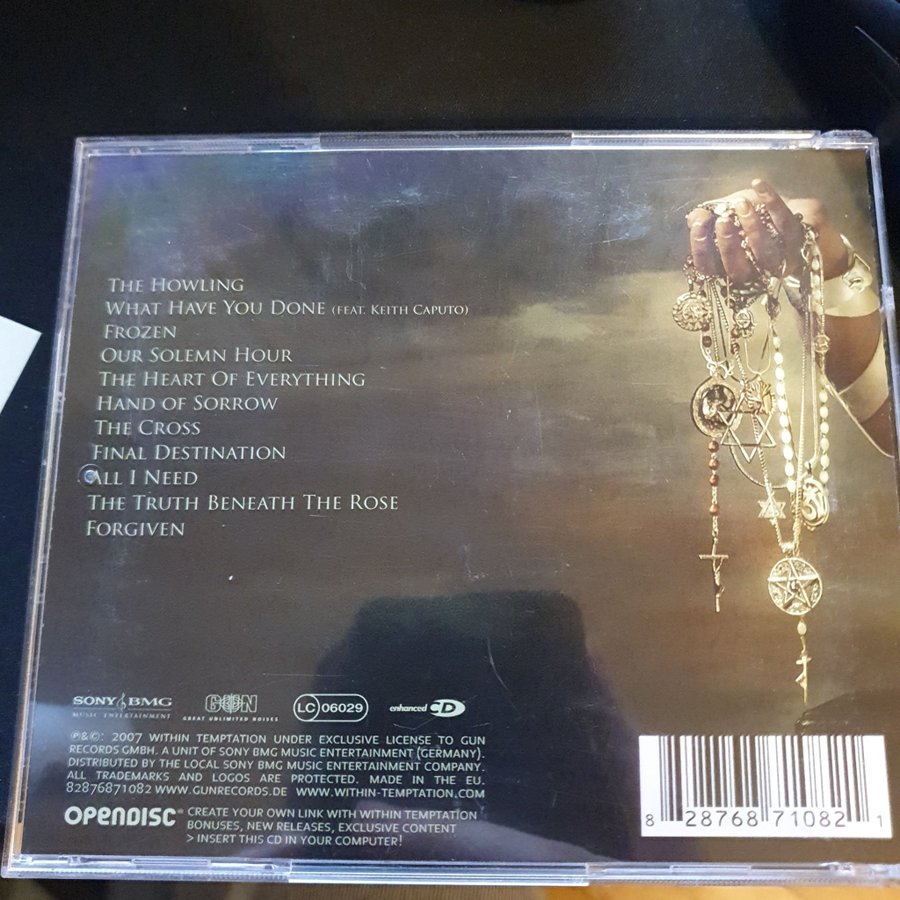 The Howling
What Have You Done (feat. Keith Caputo)
Frozen
Our Solemn Hour
The Heart Of Everything
Hand of Sorrow
The Cross
Final Destination
All I Need
The Truth Beneath The Rose
Forgiven
SONY BMG
MUSIC ENTERTAINMENT
GUN
GREAT UNLIMITED NOISES
LC 06029
enhanced CD
℗&©: 2007 WITHIN TEMPTATION UNDER EXCLUSIVE LICENSE TO GUN
RECORDS GMBH. A UNIT OF SONY BMG MUSIC ENTERTAINMENT (GERMANY).
DISTRIBUTED BY THE LOCAL SONY BMG MUSIC ENTERTAINMENT COMPANY.
ALL TRADEMARKS AND LOGOS ARE PROTECTED. MADE IN THE EU.
82876871082 WWW.GUNRECORDS.DE WWW.WITHIN-TEMPTATION.COM
OPENDISC® CREATE YOUR OWN LINK WITH WITHIN TEMPTATION
BONUSES, NEW RELEASES, EXCLUSIVE CONTENT
> INSERT THIS CD IN YOUR COMPUTER!
8 28768 71082 1